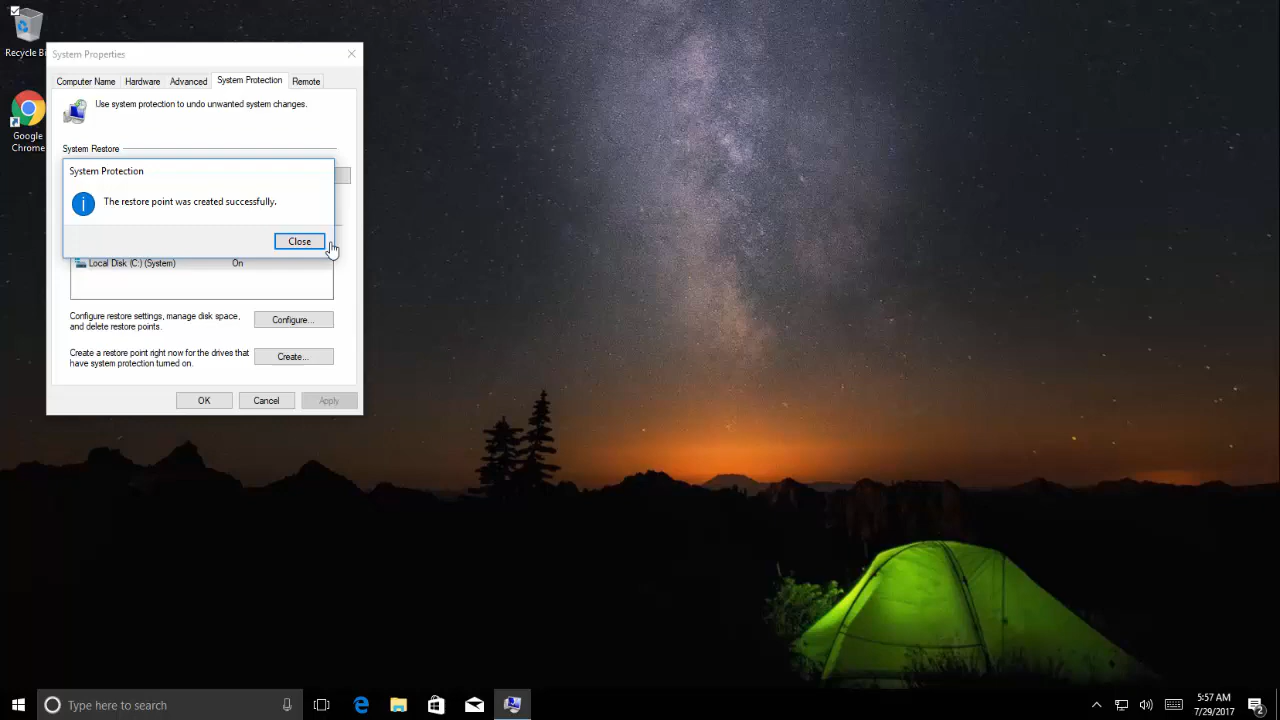 Recycle Bi
Google
Chrome
System Properties
Computer Name
Hardware
Advanced
System Protection
Remote
Use system protection to undo unwanted system changes.
System Restore
System Protection
The restore point was created successfully.
Close
Local Disk (C:) (System) On
Configure restore settings, manage disk space,
and delete restore points.
Configure...
Create a restore point right now for the drives that
have system protection turned on.
Create...
OK
Cancel
Apply
Type here to search
5:57 AM
7/29/2017
2